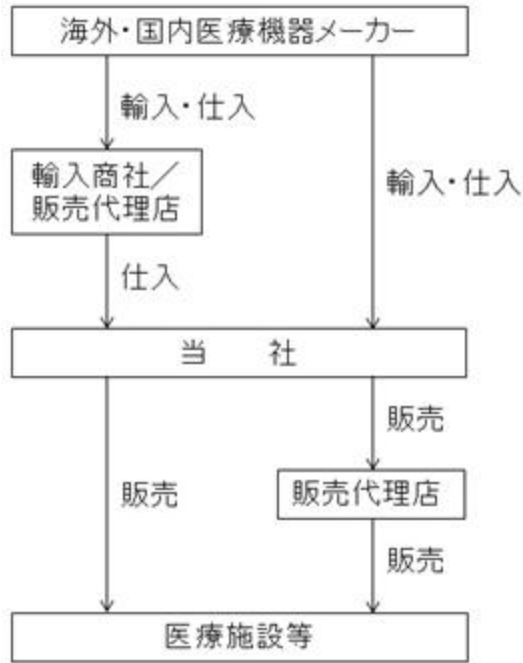 海外・国内医療機器メーカー
輸入・仕入
輸入商社／
販売代理店
輸入・仕入
仕入
当　　社
販売
販売
販売代理店
販売
医療施設等